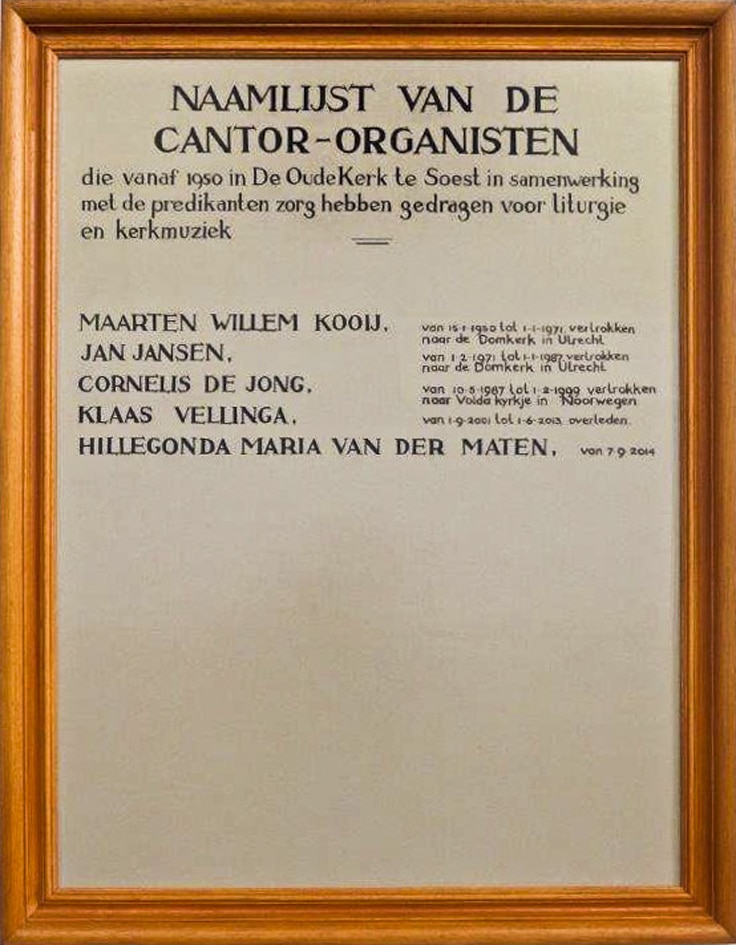 NAAMLIJST VAN DE
CANTOR-ORGANISTEN
die vanaf 1950 in De Oude Kerk te Soest in samenwerking
met de predikanten zorg hebben gedragen voor liturgie
en kerkmuziek
MAARTEN WILLEM KOOIJ, van 15-1-1950 tot 1-1-1971 vertrokken
naar de Domkerk in Utrecht
JAN JANSEN, van 1-2-1971 tot 1-1-1987 vertrokken
naar de Domkerk in Utrecht
CORNELIS DE JONG, van 10-5-1987 tot 1-2-1999 vertrokken
naar Volda kyrkje in Noorwegen
KLAAS VELLINGA, van 1-9-2001 tot 1-6-2013 overleden.
HILLEGONDA MARIA VAN DER MATEN, van 7-9-2014